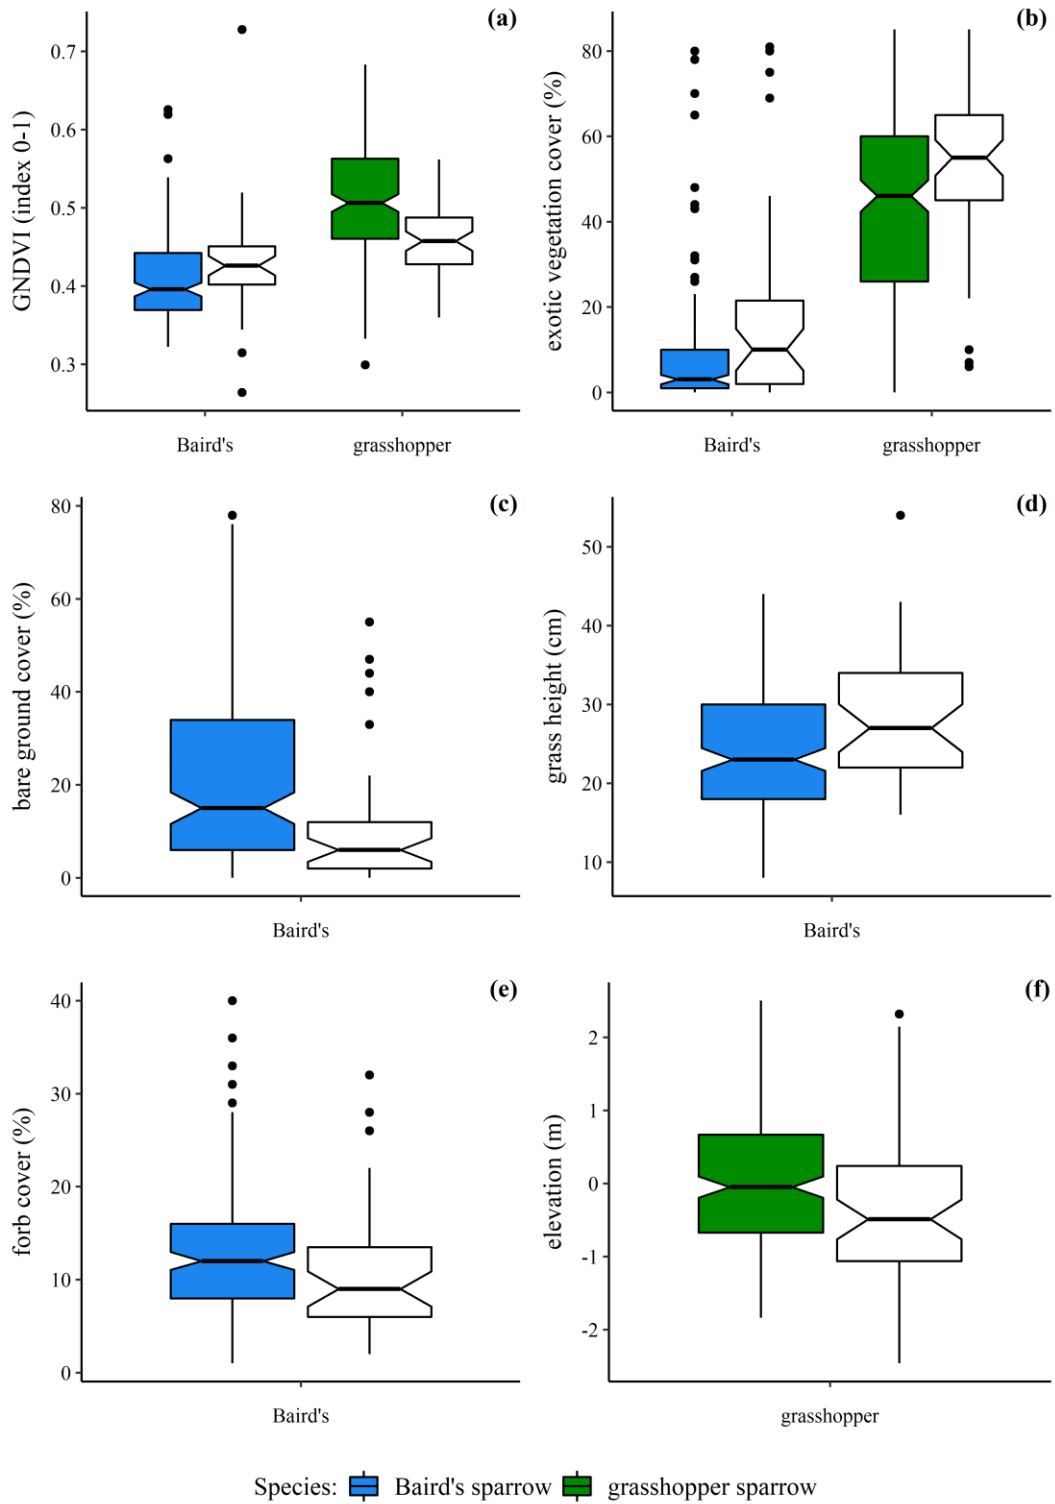 (a)
GNDVI (index 0-1)
0.7
0.6
0.5
0.4
0.3
Baird's
grasshopper
(b)
exotic vegetation cover (%)
80
60
40
20
0
Baird's
grasshopper
(c)
bare ground cover (%)
80
60
40
20
0
Baird's
(d)
grass height (cm)
50
40
30
20
10
Baird's
(e)
forb cover (%)
40
30
20
10
0
Baird's
(f)
elevation (m)
2
1
0
-1
-2
grasshopper
Species: Baird's sparrow grasshopper sparrow